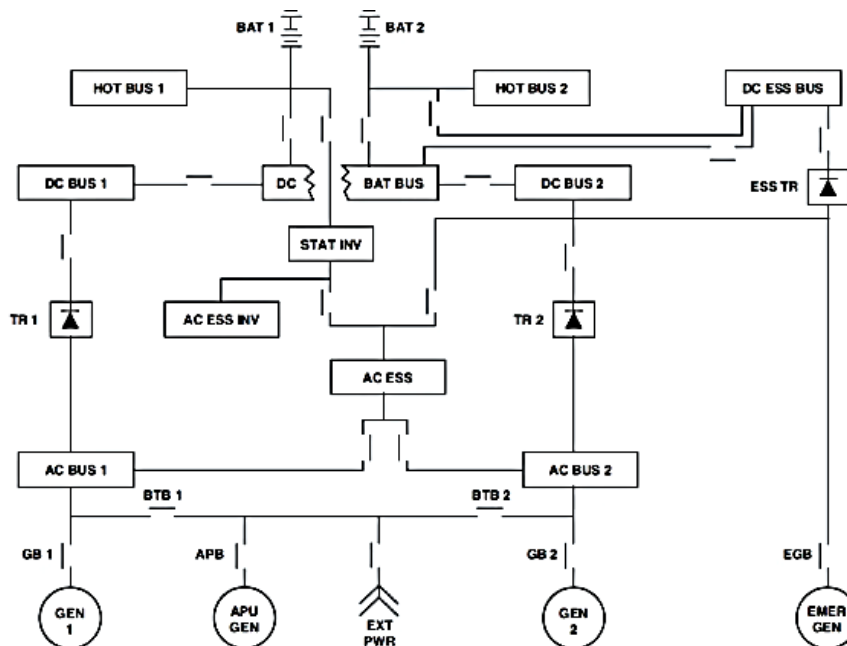 BAT 1
BAT 2
HOT BUS 1
HOT BUS 2
DC ESS BUS
DC BUS 1
DC
BAT BUS
DC BUS 2
ESS TR
STAT INV
TR 1
AC ESS INV
TR 2
AC ESS
AC BUS 1
AC BUS 2
BTB 1
BTB 2
GB 1
APB
GB 2
EGB
GEN
1
APU
GEN
EXT
PWR
GEN
2
EMER
GEN